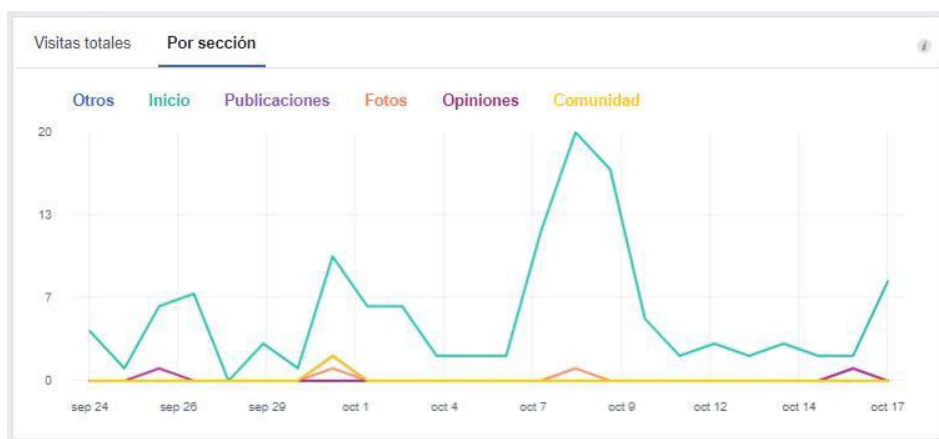 Visitas totales Por sección i
Otros Inicio Publicaciones Fotos Opiniones Comunidad
20
13
7
0
sep 24 sep 26 sep 29 oct 1 oct 4 oct 7 oct 9 oct 12 oct 14 oct 17